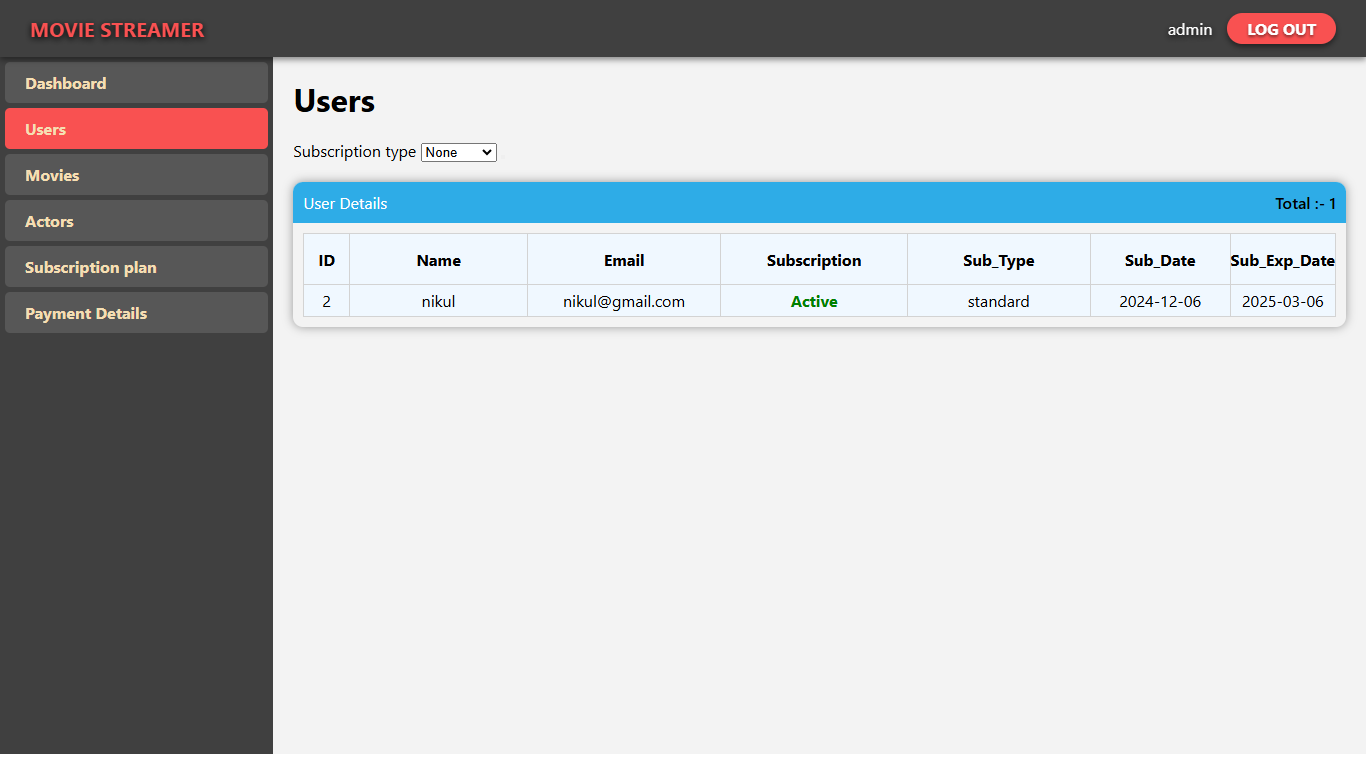 MOVIE STREAMER
admin LOG OUT
Dashboard
Users
Movies
Actors
Subscription plan
Payment Details
Users
Subscription type None
User Details Total :- 1
ID Name Email Subscription Sub_Type Sub_Date Sub_Exp_Date
2 nikul nikul@gmail.com Active standard 2024-12-06 2025-03-06